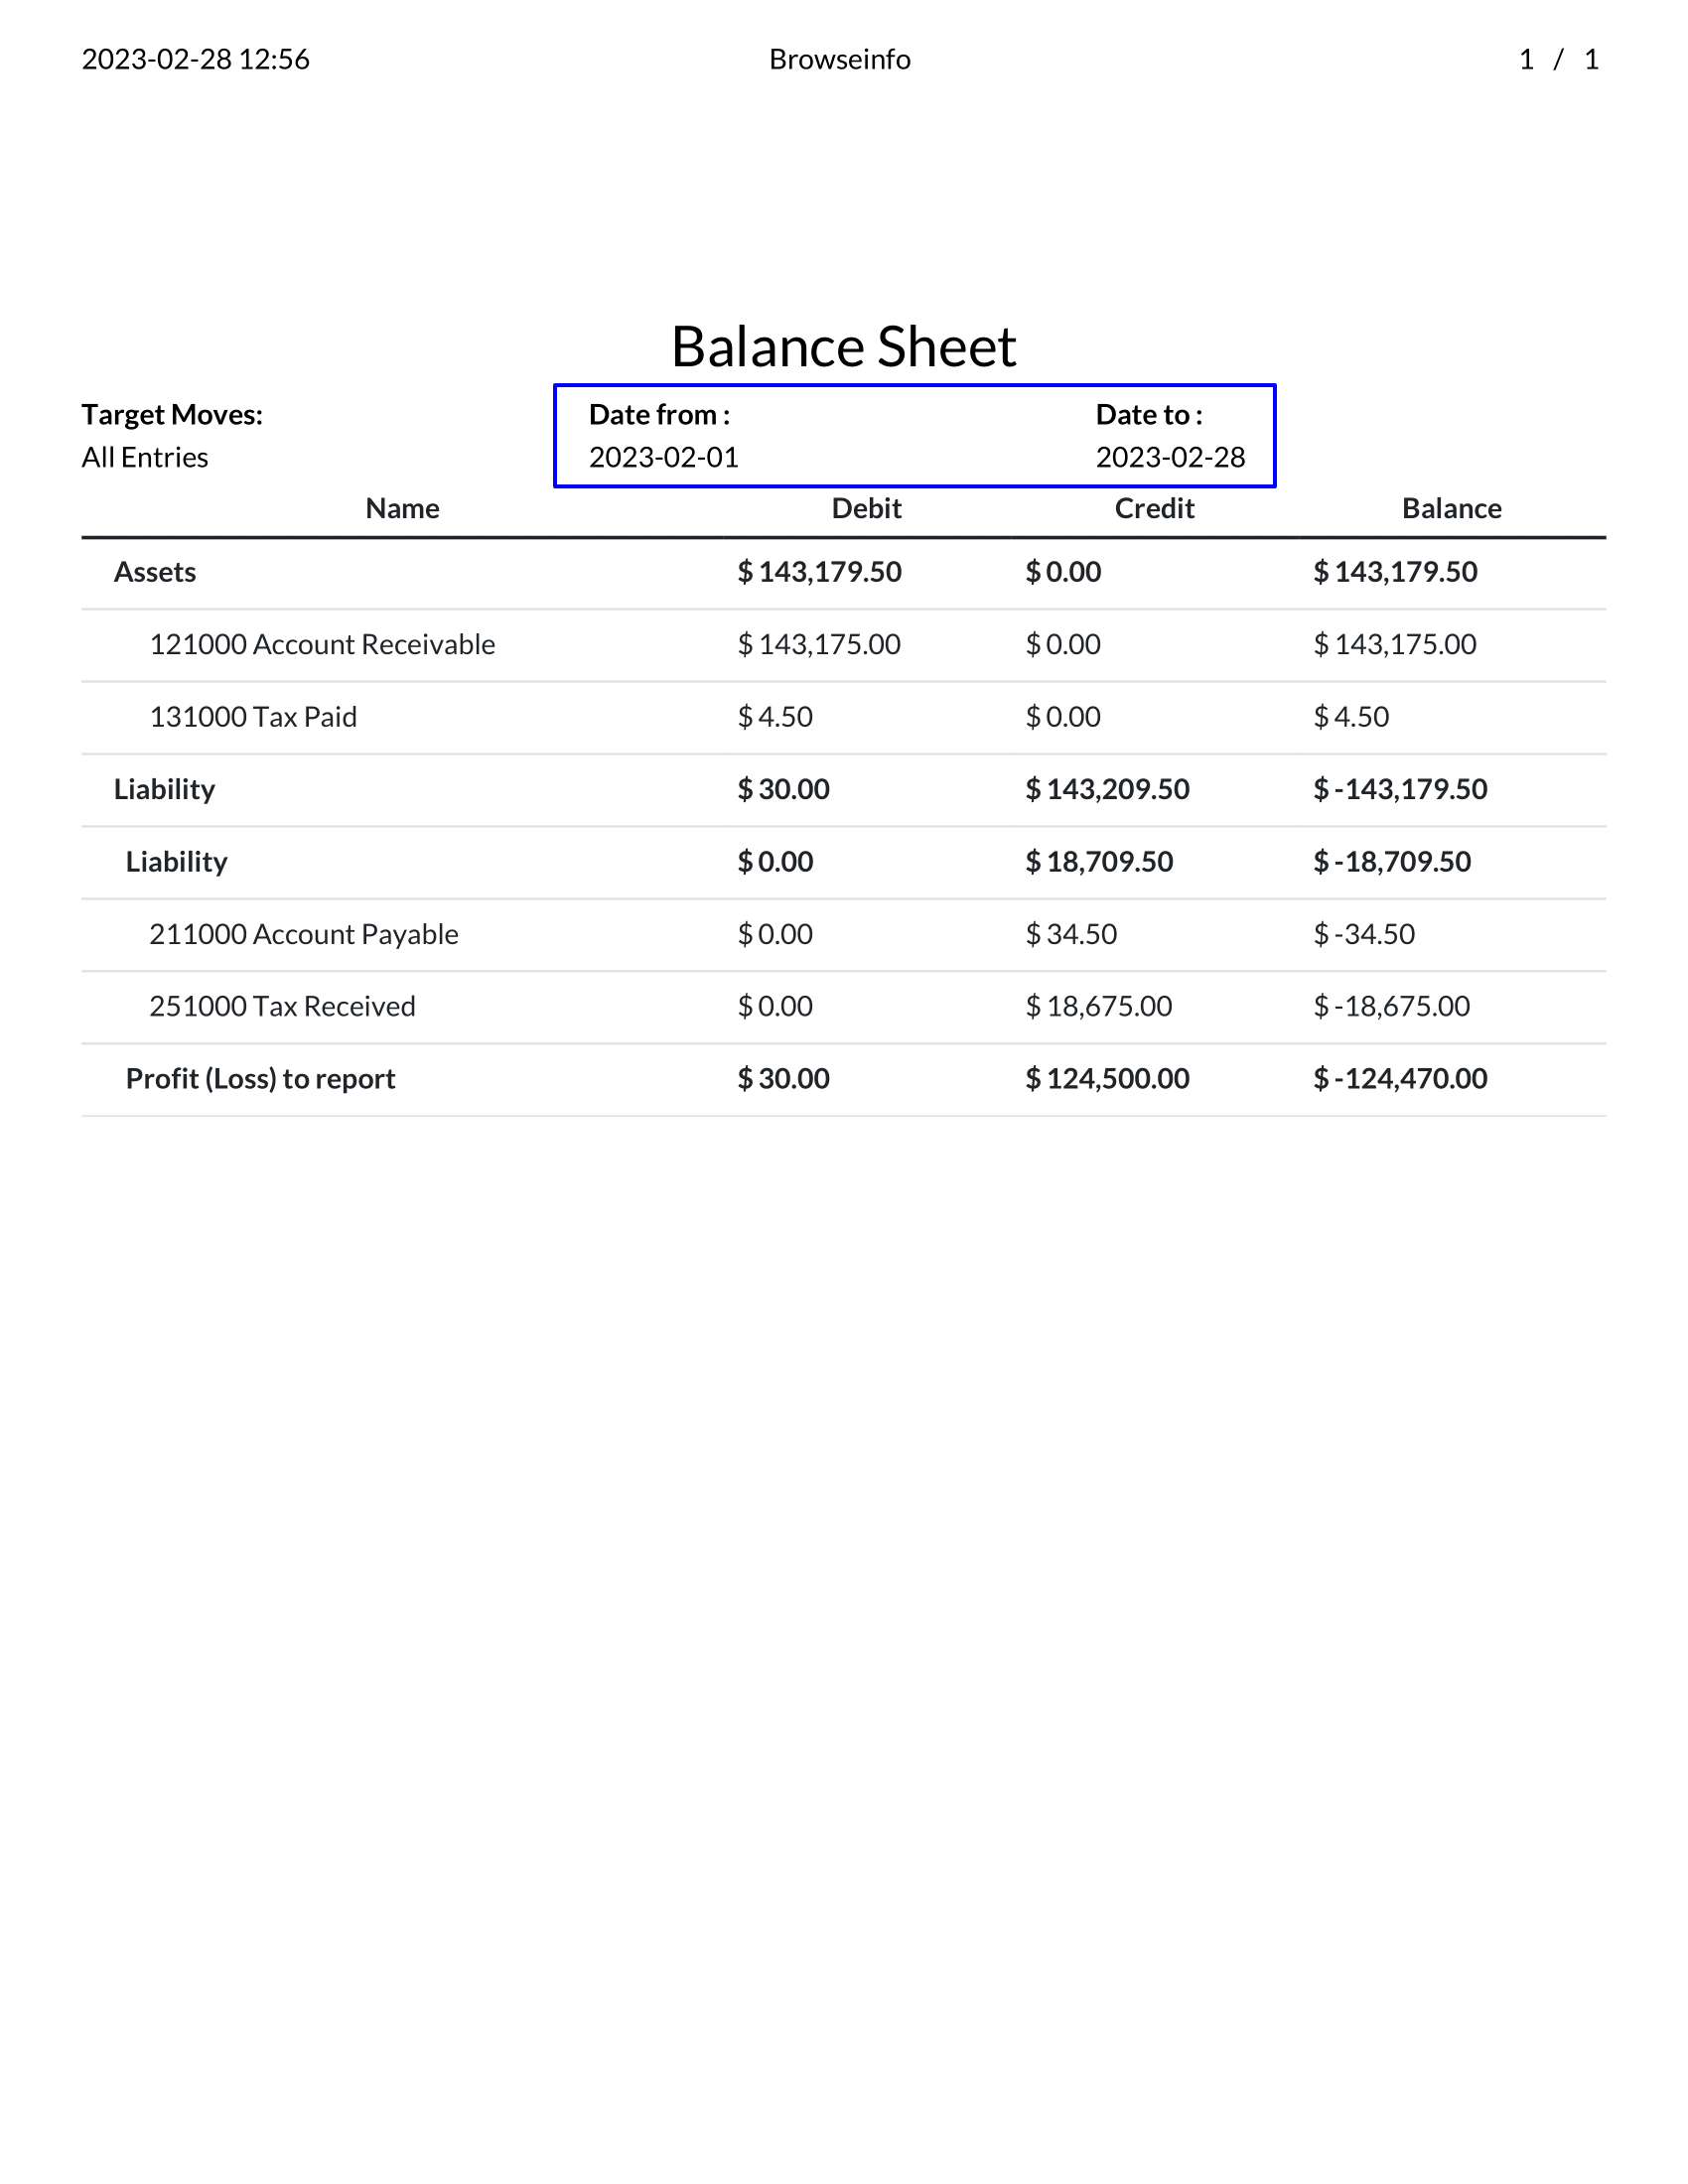 2023-02-28 12:56 Browseinfo 1 / 1
Balance Sheet
Target Moves: Date from : Date to :
All Entries 2023-02-01 2023-02-28
Name Debit Credit Balance
Assets $ 143,179.50 $ 0.00 $ 143,179.50
121000 Account Receivable $ 143,175.00 $ 0.00 $ 143,175.00
131000 Tax Paid $ 4.50 $ 0.00 $ 4.50
Liability $ 30.00 $ 143,209.50 $ -143,179.50
Liability $ 0.00 $ 18,709.50 $ -18,709.50
211000 Account Payable $ 0.00 $ 34.50 $ -34.50
251000 Tax Received $ 0.00 $ 18,675.00 $ -18,675.00
Profit (Loss) to report $ 30.00 $ 124,500.00 $ -124,470.00